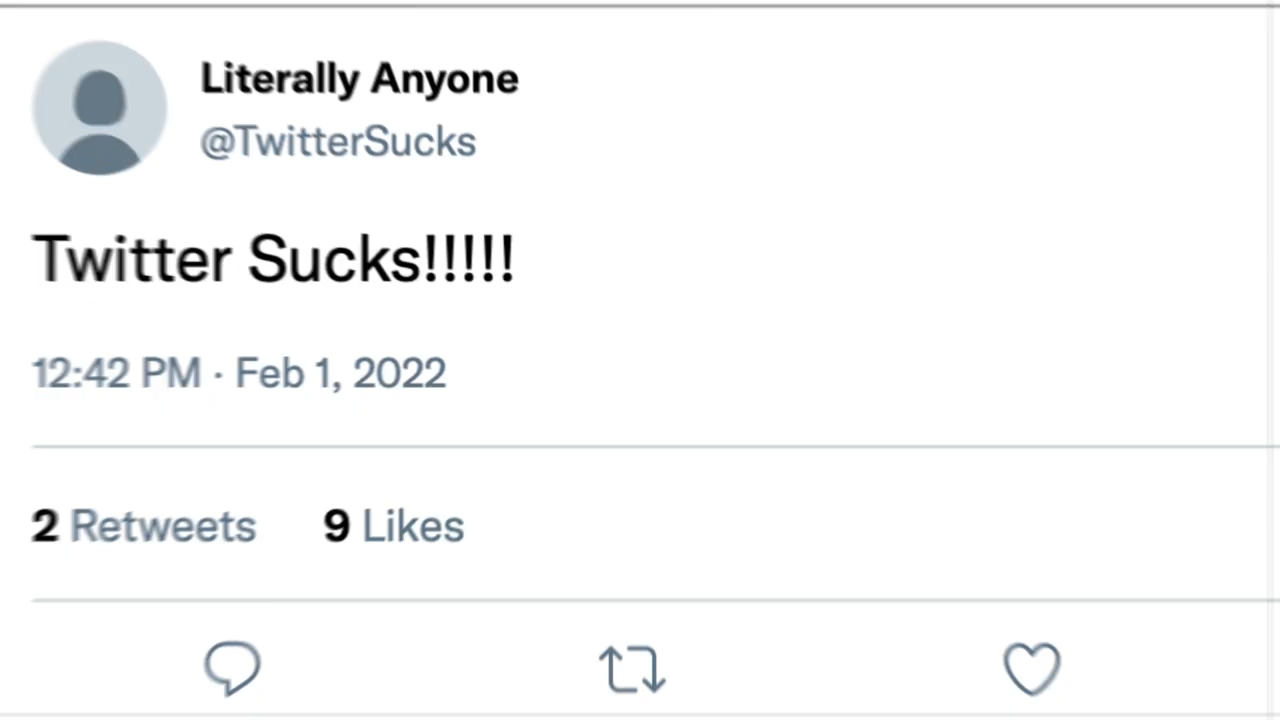 Literally Anyone
@TwitterSucks
Twitter Sucks!!!!!
12:42 PM · Feb 1, 2022
2 Retweets 9 Likes